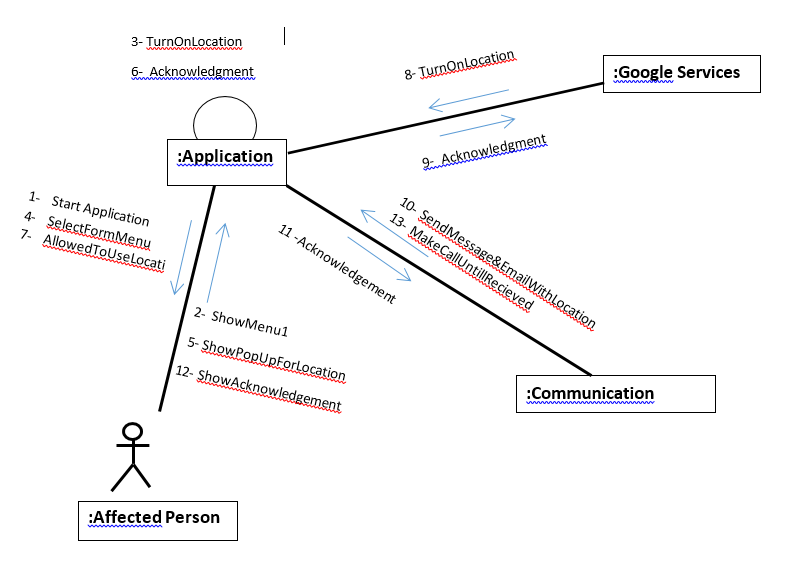 3- TurnOnLocation
6- Acknowledgment
8- TurnOnLocation
:Google Services
9- Acknowledgment
:Application
1- Start Application
4- SelectFormMenu
7- AllowedToUseLocati
10- SendMessage&EmailWithLocation
13- MakeCallUntillRecieved
11 -Acknowledgement
2- ShowMenu1
5- ShowPopUpForLocation
12- ShowAcknowledgement
:Communication
:Affected Person